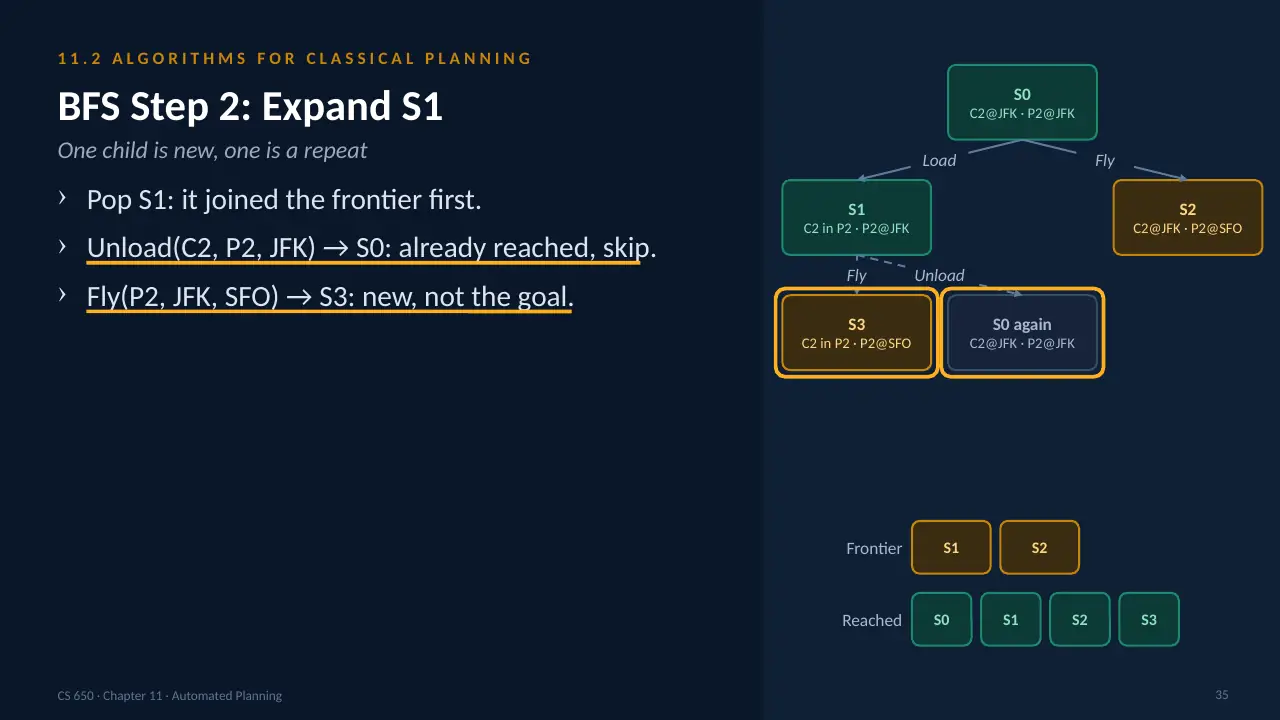 11.2 ALGORITHMS FOR CLASSICAL PLANNING
BFS Step 2: Expand S1
One child is new, one is a repeat
› Pop S1: it joined the frontier first.
› Unload(C2, P2, JFK) → S0: already reached, skip.
› Fly(P2, JFK, SFO) → S3: new, not the goal.
S0
C2@JFK · P2@JFK
Load
Fly
S1
C2 in P2 · P2@JFK
S2
C2@JFK · P2@SFO
Fly
Unload
S3
C2 in P2 · P2@SFO
S0 again
C2@JFK · P2@JFK
Frontier S1 S2
Reached S0 S1 S2 S3
CS 650 · Chapter 11 · Automated Planning
35